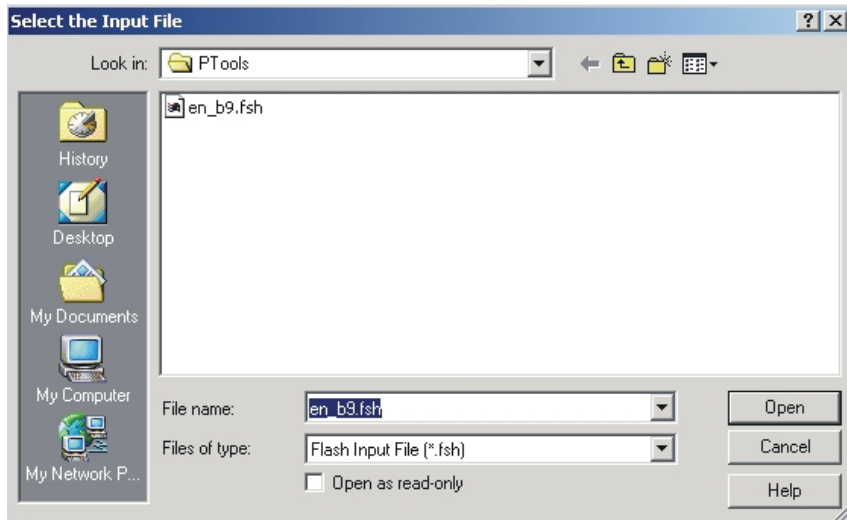 Select the Input File
Look in: PTools
en_b9.fsh
History
Desktop
My Documents
My Computer
My Network P...
File name: en_b9.fsh Open
Files of type: Flash Input File (*.fsh) Cancel
Open as read-only Help